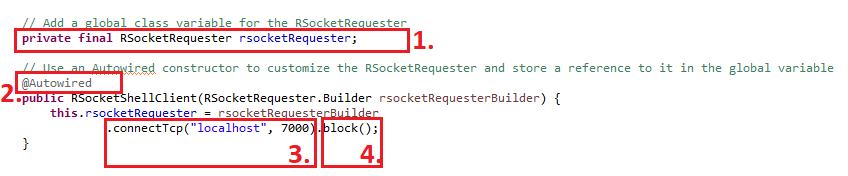 // Add a global class variable for the RSocketRequester
private final RSocketRequester rsocketRequester; 1.
// Use an Autowired constructor to customize the RSocketRequester and store a reference to it in the global variable
@Autowired
2. public RSocketShellClient(RSocketRequester.Builder rsocketRequesterBuilder) {
this.rsocketRequester = rsocketRequesterBuilder
.connectTcp("localhost", 7000).block();
3. 4.
}